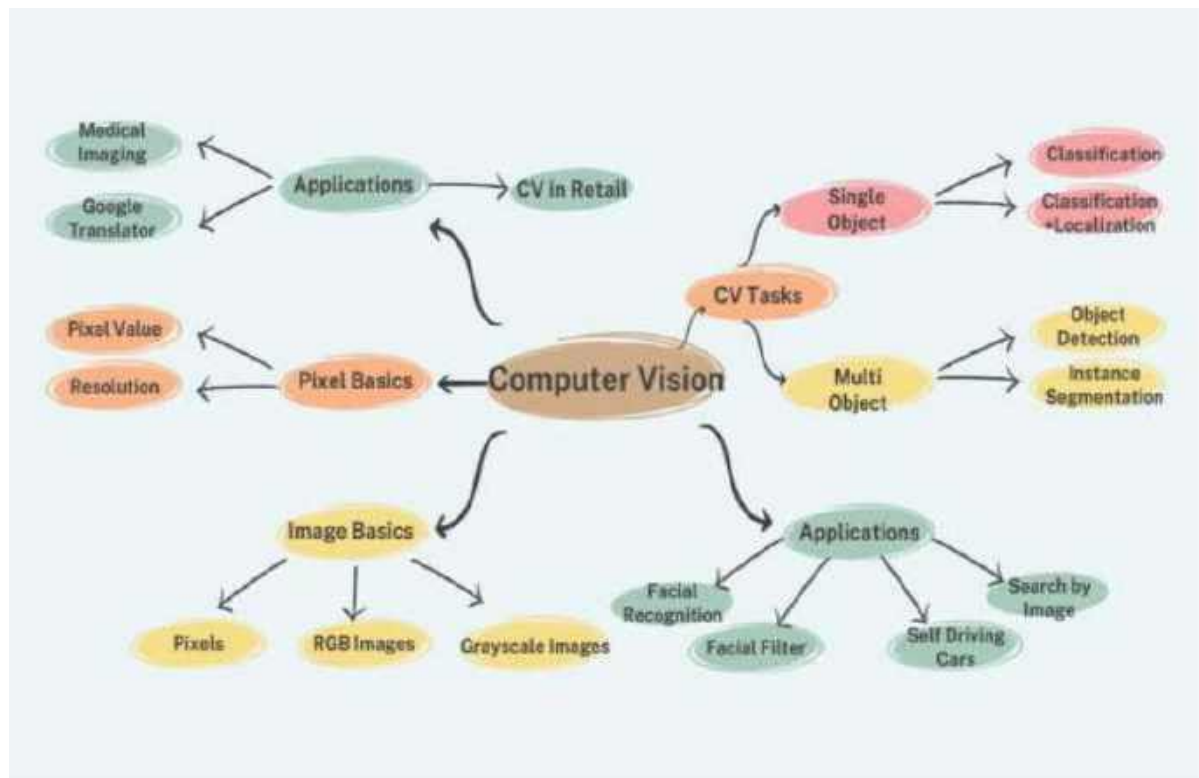 Medical
Imaging
Applications
CV in Retail
Google
Translator
Classification
Single
Object
Classification
+Localization
CV Tasks
Pixel Value
Resolution
Pixel Basics
Computer Vision
Object
Detection
Multi
Object
Instance
Segmentation
Image Basics
Pixels
RGB Images
Grayscale Images
Applications
Facial
Recognition
Facial Filter
Self Driving
Cars
Search by
Image